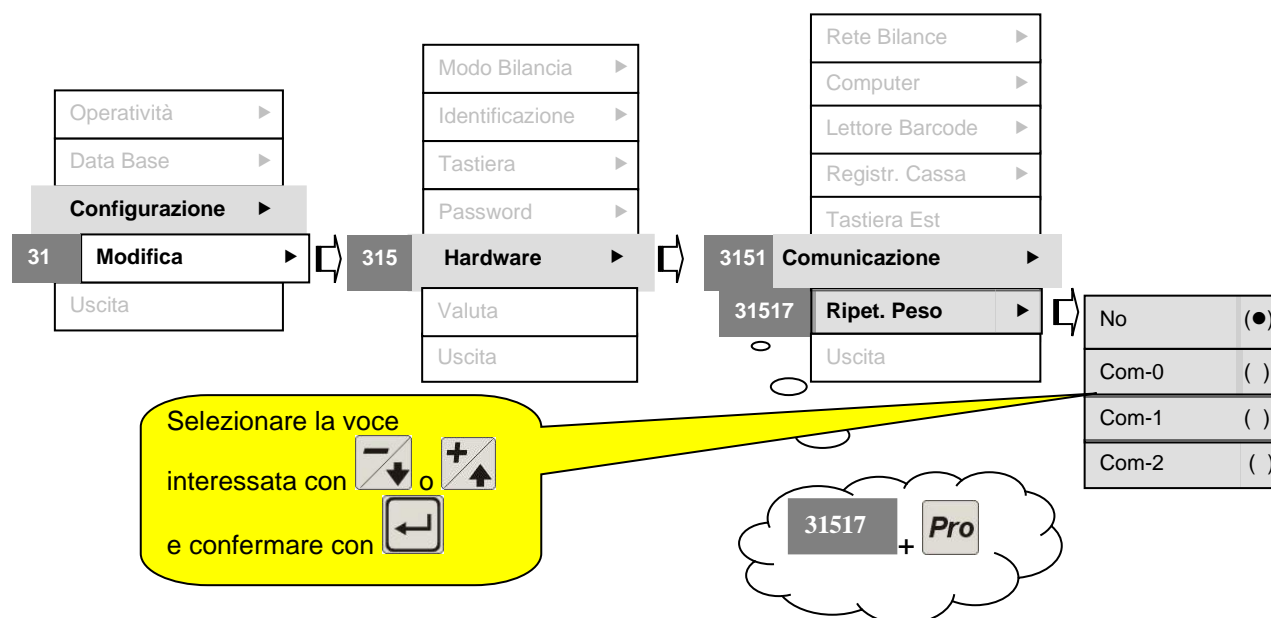 Operatività ►
Data Base ►
Configurazione ►
31 Modifica ►
Uscita
Modo Bilancia ►
Identificazione ►
Tastiera ►
Password ►
315 Hardware ►
Valuta
Uscita
Rete Bilance ►
Computer ►
Lettore Barcode ►
Registr. Cassa ►
Tastiera Est
3151 Comunicazione ►
31517 Ripet. Peso ►
Uscita
No (●)
Com-0 ( )
Com-1 ( )
Com-2 ( )
Selezionare la voce
interessata con − o +
e confermare con
31517 + Pro